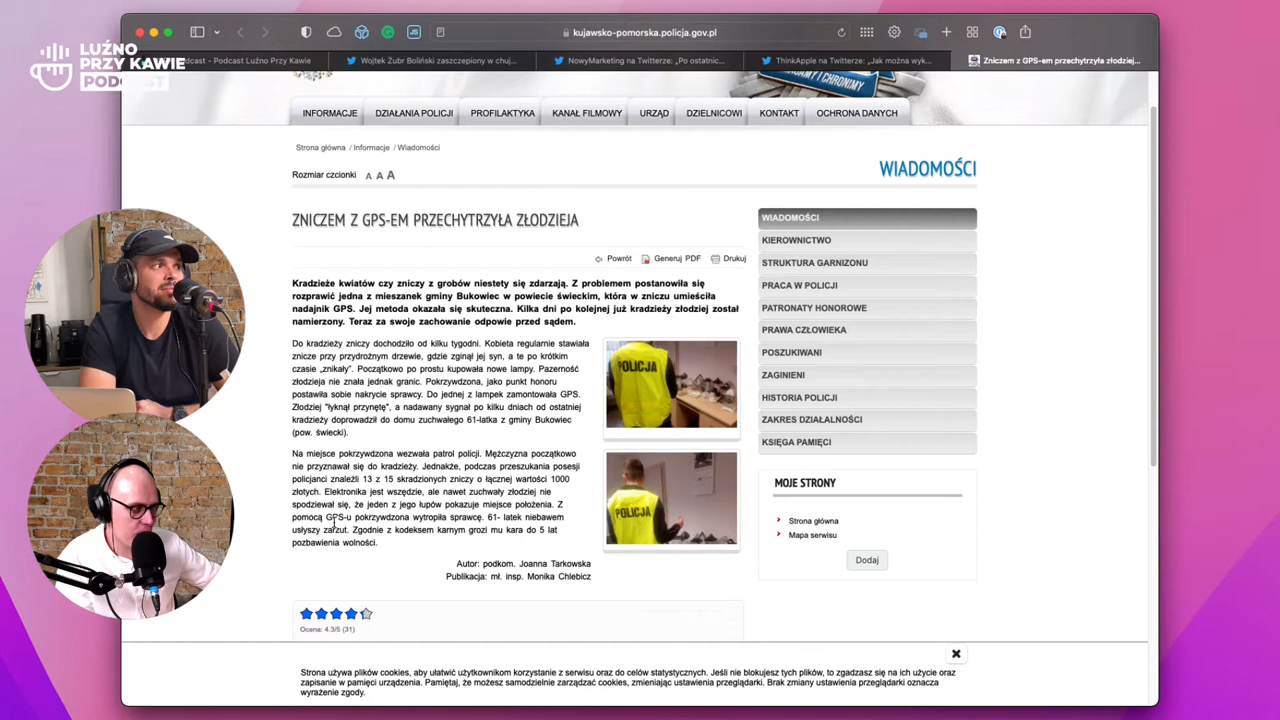 LUŹNO
PRZY KAWIE
PODCAST
kujawsko-pomorska.policja.gov.pl
odcast - Podcast Luźno Przy Kawie
Wojtek Żubr Boliński zaszczepiony w chuj...
NowyMarketing na Twitterze: „Po ostatnic...
ThinkApple na Twitterze: „Jak można wyk...
Zniczem z GPS-em przechytrzyła złodziej...
INFORMACJE
DZIAŁANIA POLICJI
PROFILAKTYKA
KANAŁ FILMOWY
URZĄD
DZIELNICOWI
KONTAKT
OCHRONA DANYCH
Strona główna / Informacje / Wiadomości
WIADOMOŚCI
Rozmiar czcionki A A A
ZNICZEM Z GPS-EM PRZECHYTRZYŁA ZŁODZIEJA
Powrót Generuj PDF Drukuj
Kradzieże kwiatów czy zniczy z grobów niestety się zdarzają. Z problemem postanowiła się
rozprawić jedna z mieszanek gminy Bukowiec w powiecie świeckim, która w zniczu umieściła
nadajnik GPS. Jej metoda okazała się skuteczna. Kilka dni po kolejnej już kradzieży złodziej został
namierzony. Teraz za swoje zachowanie odpowie przed sądem.
Do kradzieży zniczy dochodziło od kilku tygodni. Kobieta regularnie stawiała
znicze przy przydrożnym drzewie, gdzie zginął jej syn, a te po krótkim
czasie „znikały”. Początkowo po prostu kupowała nowe lampy. Pazerność
złodzieja nie znała jednak granic. Pokrzywdzona, jako punkt honoru
postawiła sobie nakrycie sprawcy. Do jednej z lampek zamontowała GPS.
Złodziej "łyknął przynętę", a nadawany sygnał po kilku dniach od ostatniej
kradzieży doprowadził do domu zuchwałego 61-latka z gminy Bukowiec
(pow. świecki).
Na miejsce pokrzywdzona wezwała patrol policji. Mężczyzna początkowo
nie przyznawał się do kradzieży. Jednakże, podczas przeszukania posesji
policjanci znaleźli 13 z 15 skradzionych zniczy o łącznej wartości 1000
złotych. Elektronika jest wszędzie, ale nawet zuchwały złodziej nie
spodziewał się, że jeden z jego łupów pokazuje miejsce położenia. Z
pomocą GPS-u pokrzywdzona wytropiła sprawcę. 61- latek niebawem
usłyszy zarzut. Zgodnie z kodeksem karnym grozi mu kara do 5 lat
pozbawienia wolności.
Autor: podkom. Joanna Tarkowska
Publikacja: mł. insp. Monika Chlebicz
POLICJA
POLICJA
Ocena: 4.3/5 (31)
WIADOMOŚCI
KIEROWNICTWO
STRUKTURA GARNIZONU
PRACA W POLICJI
PATRONATY HONOROWE
PRAWA CZŁOWIEKA
POSZUKIWANI
ZAGINIENI
HISTORIA POLICJI
ZAKRES DZIAŁALNOŚCI
KSIĘGA PAMIĘCI
MOJE STRONY
Strona główna
Mapa serwisu
Dodaj
Strona używa plików cookies, aby ułatwić użytkownikom korzystanie z serwisu oraz do celów statystycznych. Jeśli nie blokujesz tych plików, to zgadzasz się na ich użycie oraz
zapisanie w pamięci urządzenia. Pamiętaj, że możesz samodzielnie zarządzać cookies, zmieniając ustawienia przeglądarki. Brak zmiany ustawienia przeglądarki oznacza
wyrażenie zgody.